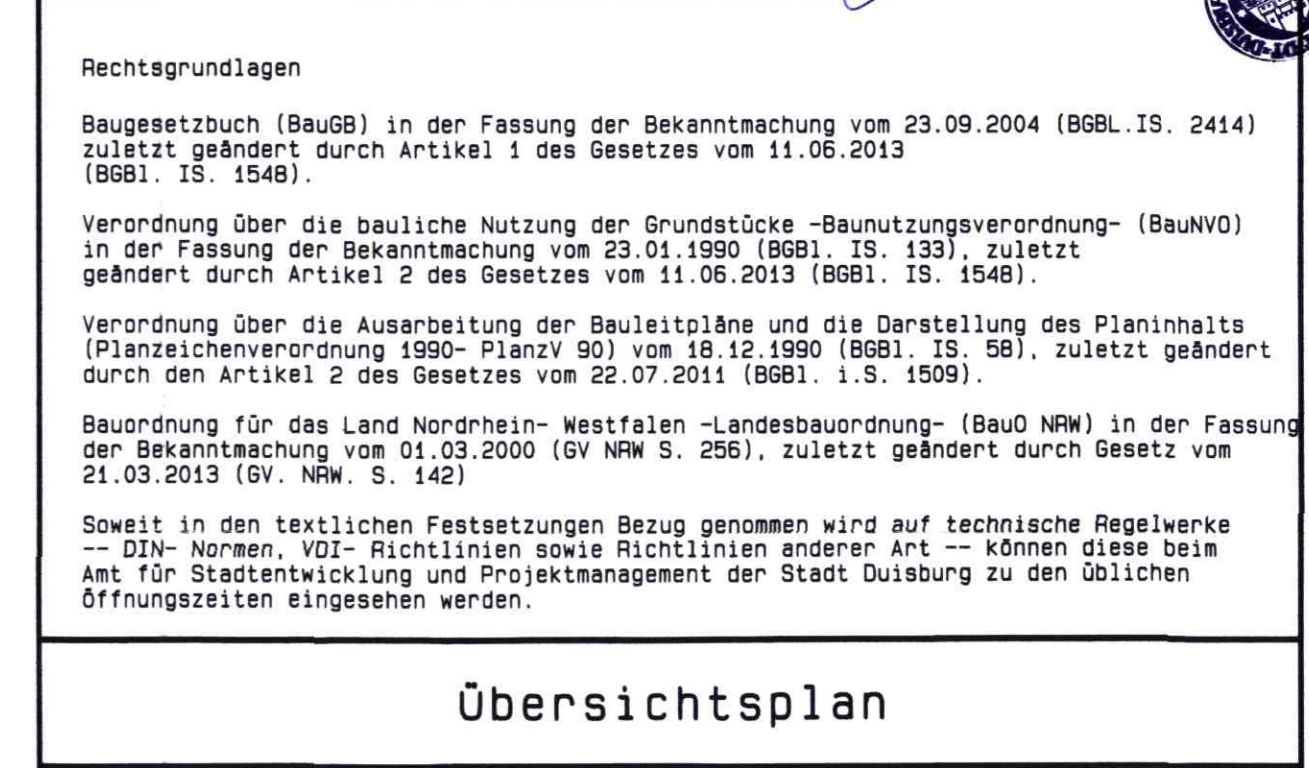 Rechtsgrundlagen
Baugesetzbuch (BauGB) in der Fassung der Bekanntmachung vom 23.09.2004 (BGBL.IS. 2414)
zuletzt geändert durch Artikel 1 des Gesetzes vom 11.06.2013
(BGBl. IS. 1548).
Verordnung über die bauliche Nutzung der Grundstücke -Baunutzungsverordnung- (BauNVO)
in der Fassung der Bekanntmachung vom 23.01.1990 (BGBl. IS. 133), zuletzt
geändert durch Artikel 2 des Gesetzes vom 11.06.2013 (BGBl. IS. 1548).
Verordnung über die Ausarbeitung der Bauleitpläne und die Darstellung des Planinhalts
(Planzeichenverordnung 1990- PlanzV 90) vom 18.12.1990 (BGBl. IS. 58), zuletzt geändert
durch den Artikel 2 des Gesetzes vom 22.07.2011 (BGBl. i.S. 1509).
Bauordnung für das Land Nordrhein- Westfalen -Landesbauordnung- (BauO NRW) in der Fassung
der Bekanntmachung vom 01.03.2000 (GV NRW S. 256), zuletzt geändert durch Gesetz vom
21.03.2013 (GV. NRW. S. 142)
Soweit in den textlichen Festsetzungen Bezug genommen wird auf technische Regelwerke
-- DIN- Normen, VDI- Richtlinien sowie Richtlinien anderer Art -- können diese beim
Amt für Stadtentwicklung und Projektmanagement der Stadt Duisburg zu den üblichen
Öffnungszeiten eingesehen werden.
Übersichtsplan